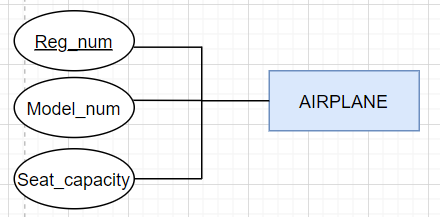 Reg_num
Model_num
AIRPLANE
Seat_capacity